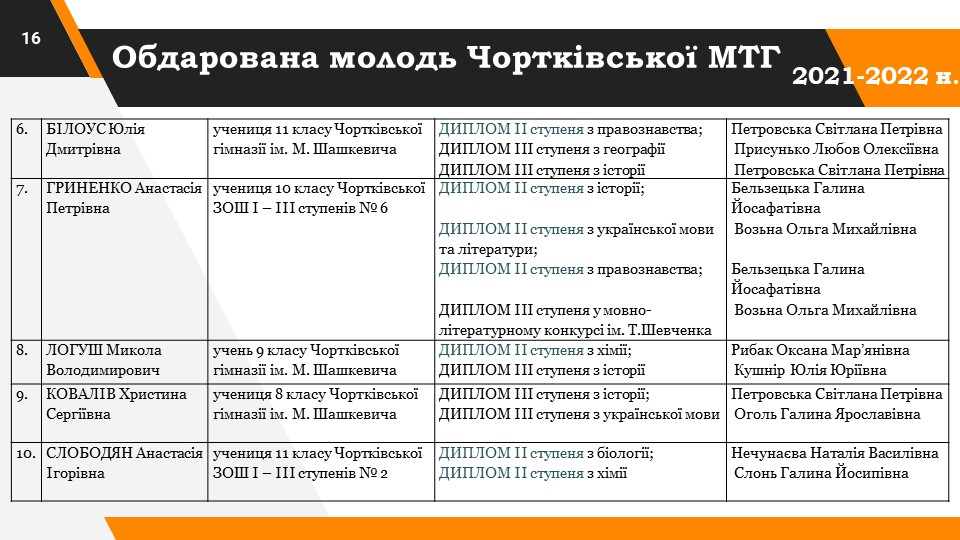 16
Обдарована молодь Чортківської МТГ
2021-2022 н.
6.
БІЛОУС Юлія
Дмитрівна
учениця 11 класу Чортківської
гімназії ім. М. Шашкевича
ДИПЛОМ ІІ ступеня з правознавства;
ДИПЛОМ ІІІ ступеня з географії
ДИПЛОМ ІІІ ступеня з історії
Петровська Світлана Петрівна
Присунько Любов Олексіївна
Петровська Світлана Петрівна
7.
ГРИНЕНКО Анастасія
Петрівна
учениця 10 класу Чортківської
ЗОШ І – ІІІ ступенів № 6
ДИПЛОМ ІІ ступеня з історії;
ДИПЛОМ ІІ ступеня з української мови
та літератури;
ДИПЛОМ ІІ ступеня з правознавства;
ДИПЛОМ ІІІ ступеня у мовно-
літературному конкурсі ім. Т.Шевченка
Бельзецька Галина
Йосафатівна
Возьна Ольга Михайлівна
Бельзецька Галина
Йосафатівна
Возьна Ольга Михайлівна
8.
ЛОГУШ Микола
Володимирович
учень 9 класу Чортківської
гімназії ім. М. Шашкевича
ДИПЛОМ ІІ ступеня з хімії;
ДИПЛОМ ІІІ ступеня з історії
Рибак Оксана Мар’янівна
Кушнір Юлія Юріївна
9.
КОВАЛІВ Христина
Сергіївна
учениця 8 класу Чортківської
гімназії ім. М. Шашкевича
ДИПЛОМ ІІІ ступеня з історії;
ДИПЛОМ ІІІ ступеня з української мови
Петровська Світлана Петрівна
Оголь Галина Ярославівна
10.
СЛОБОДЯН Анастасія
Ігорівна
учениця 11 класу Чортківської
ЗОШ І – ІІІ ступенів № 2
ДИПЛОМ ІІ ступеня з біології;
ДИПЛОМ ІІ ступеня з хімії
Нечунаєва Наталія Василівна
Слонь Галина Йосипівна